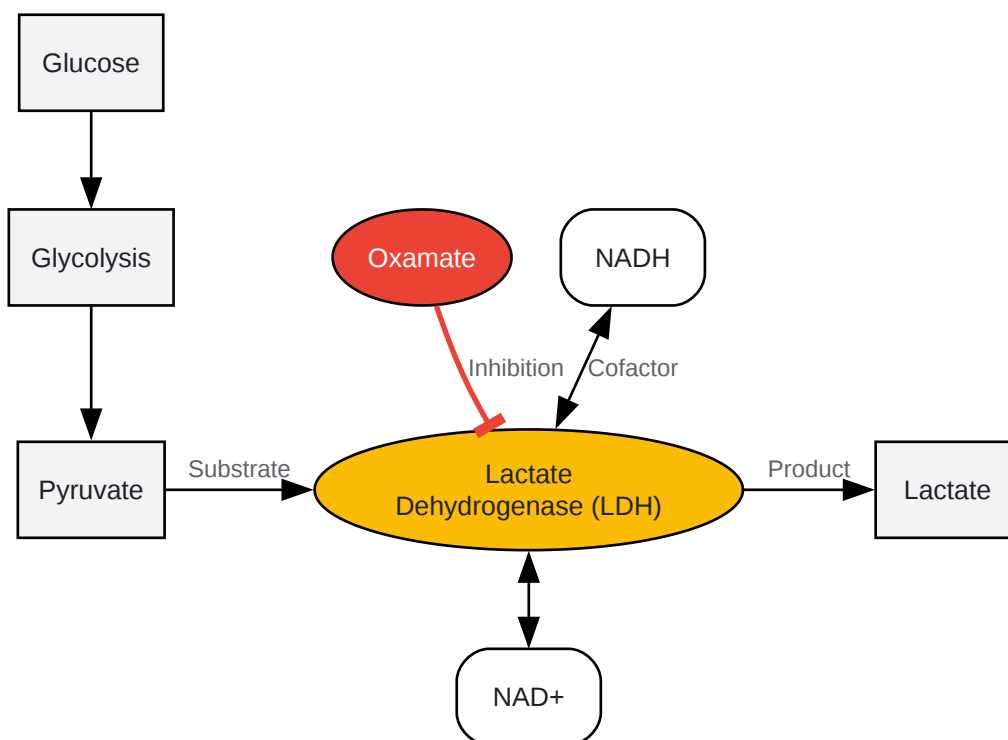 Glucose
Glycolysis
Oxamate
NADH
Inhibition
Cofactor
Pyruvate
Substrate
Lactate
Dehydrogenase (LDH)
Product
Lactate
NAD+